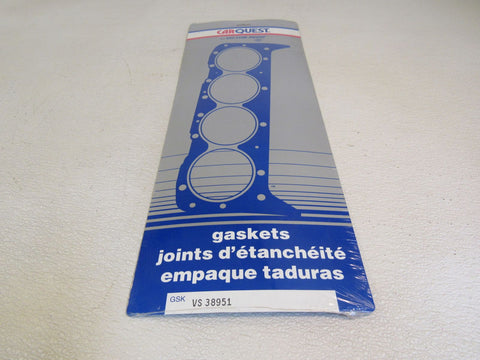 CARQUEST
gaskets
joints d'étanchéité
empaque taduras
GSK VS 38951